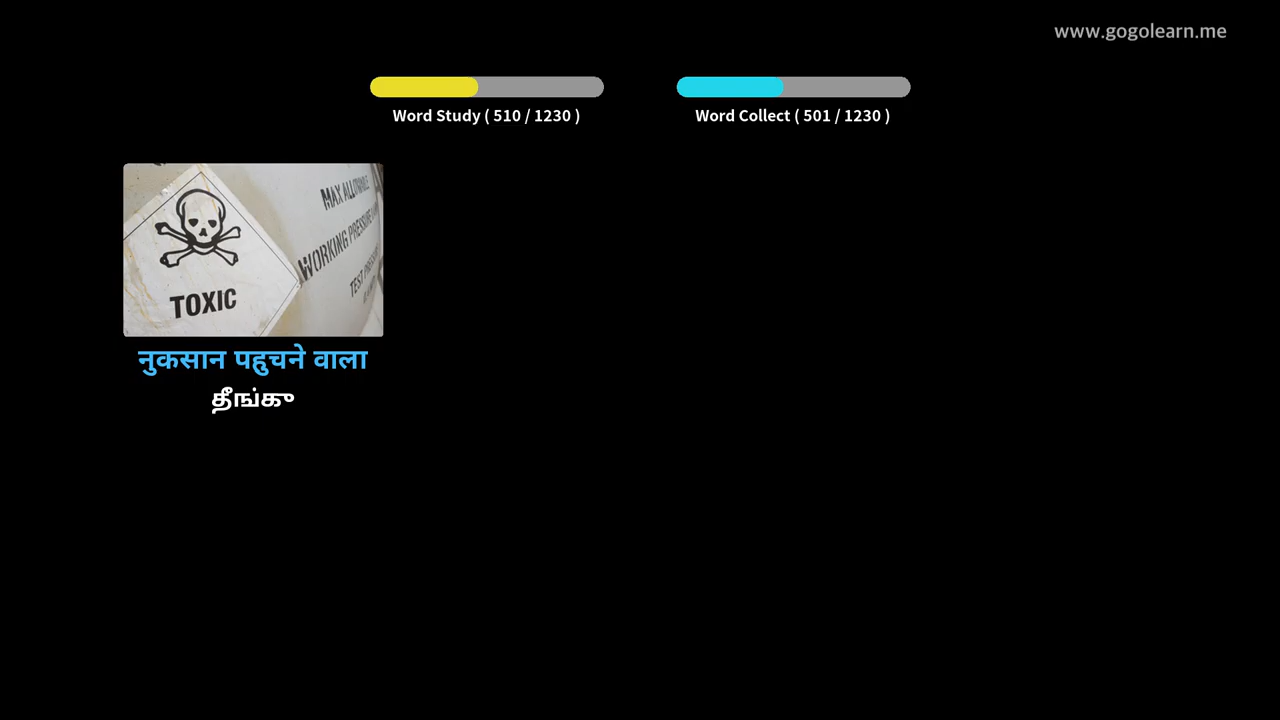 www.gogolearn.me
Word Study ( 510 / 1230 )
Word Collect ( 501 / 1230 )
MAX ALLOWABLE
WORKING PRESSURE
TEST
TOXIC
नुकसान पहुचने वाला
தீங்கு